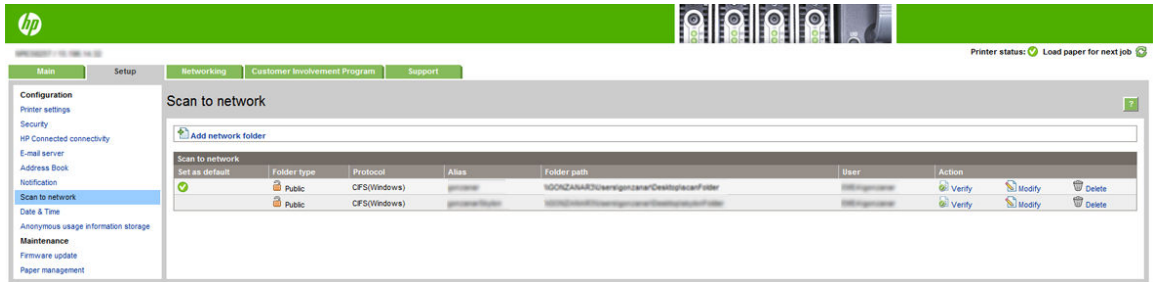 hp
Printer status: Load paper for next job
Main Setup Networking Customer Involvement Program Support
Configuration
Printer settings
Security
HP Connected connectivity
E-mail server
Address Book
Notification
Scan to network
Date & Time
Anonymous usage information storage
Maintenance
Firmware update
Paper management
Scan to network
?
Add network folder
Scan to network
Set as default Folder type Protocol Alias Folder path User Action
Public CIFS(Windows) Verify Modify Delete
Public CIFS(Windows) Verify Modify Delete